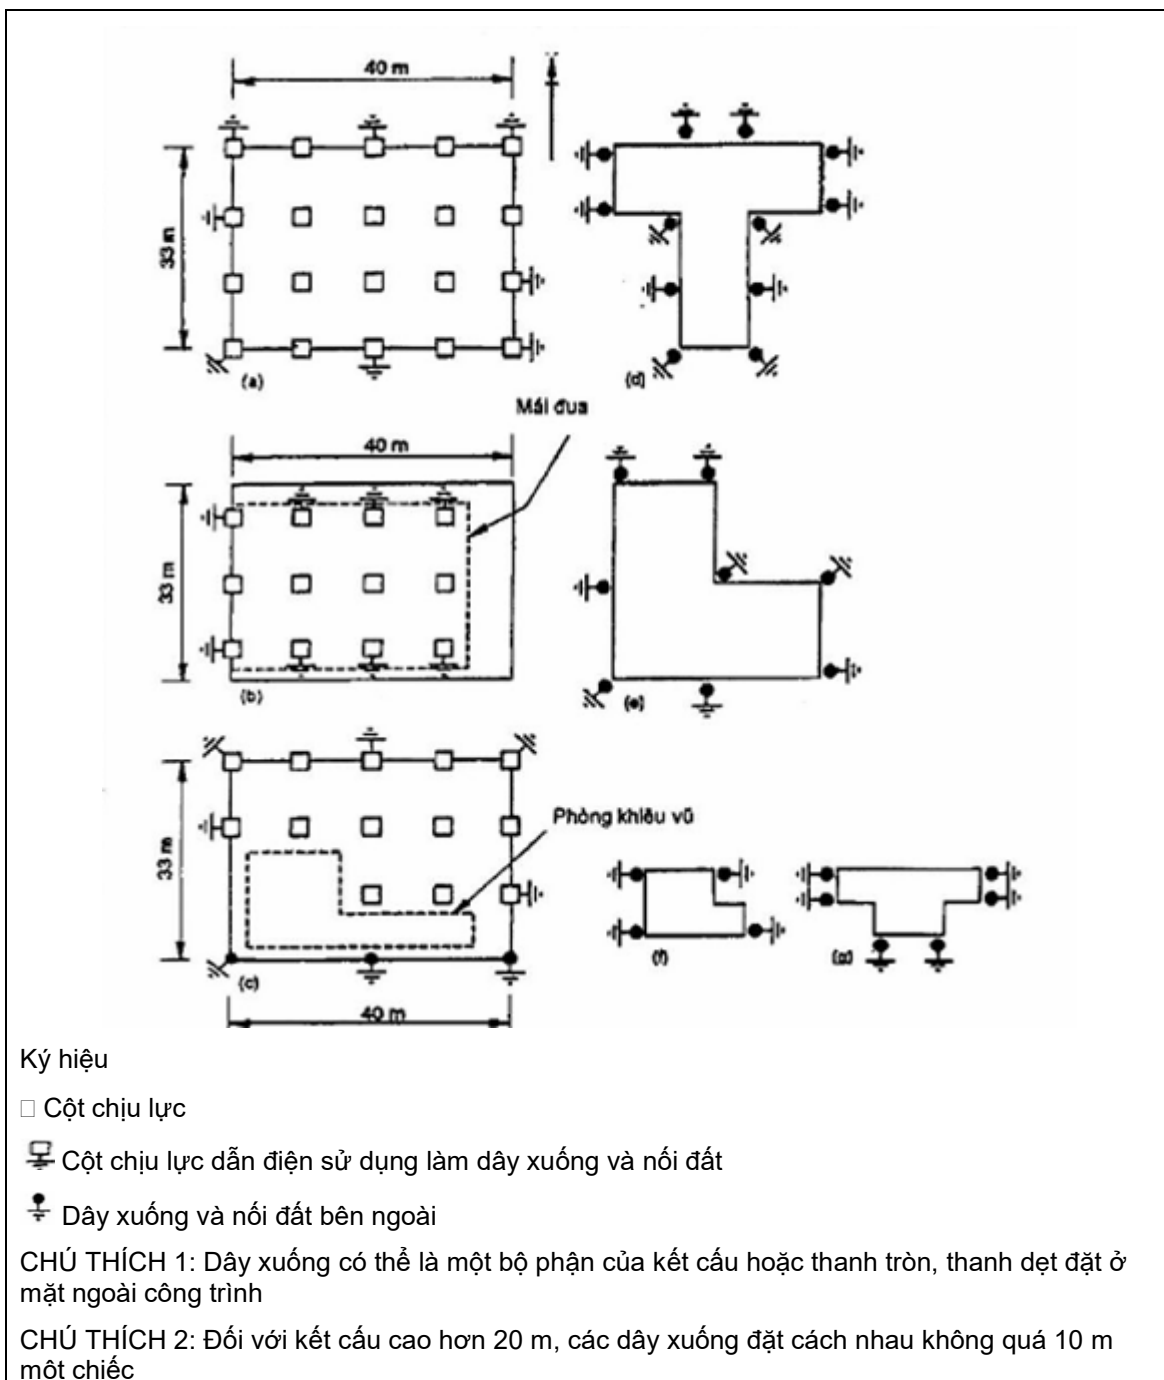 40 m
33 m
(a)
(d)
Mái đua
40 m
33 m
(b)
(e)
Phòng khiêu vũ
33 m
(c)
(f)
(g)
40 m
Ký hiệu
□ Cột chịu lực
Cột chịu lực dẫn điện sử dụng làm dây xuống và nối đất
Dây xuống và nối đất bên ngoài
CHÚ THÍCH 1: Dây xuống có thể là một bộ phận của kết cấu hoặc thanh tròn, thanh dẹt đặt ở
mặt ngoài công trình
CHÚ THÍCH 2: Đối với kết cấu cao hơn 20 m, các dây xuống đặt cách nhau không quá 10 m
một chiếc